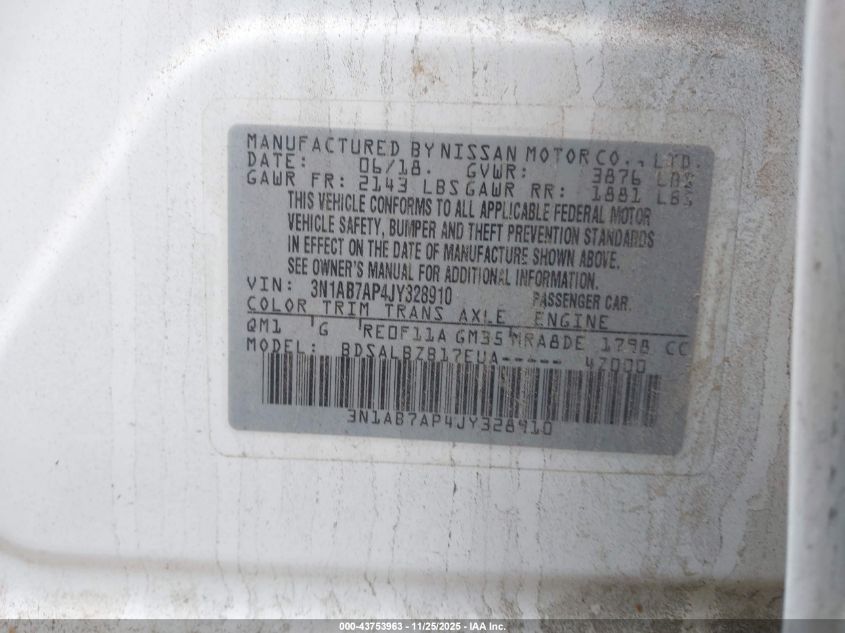 MANUFACTURED BY NISSAN MOTOR CO., LTD.
DATE: 06/18. GVWR: 3876 LBS
GAWR FR: 2143 LBS GAWR RR: 1881 LBS
THIS VEHICLE CONFORMS TO ALL APPLICABLE FEDERAL MOTOR
VEHICLE SAFETY, BUMPER AND THEFT PREVENTION STANDARDS
IN EFFECT ON THE DATE OF MANUFACTURE SHOWN ABOVE.
SEE OWNER'S MANUAL FOR ADDITIONAL INFORMATION.
VIN: 3N1AB7AP4JY328910 PASSENGER CAR.
COLOR TRIM TRANS AXLE ENGINE
QM1 G RE0F11A GM35 MRA8DE 1798 CC
MODEL: BDSALBZB17EUA----- 47000
3N1AB7AP4JY328910
000-43753963 - 11/25/2025 - IAA Inc.